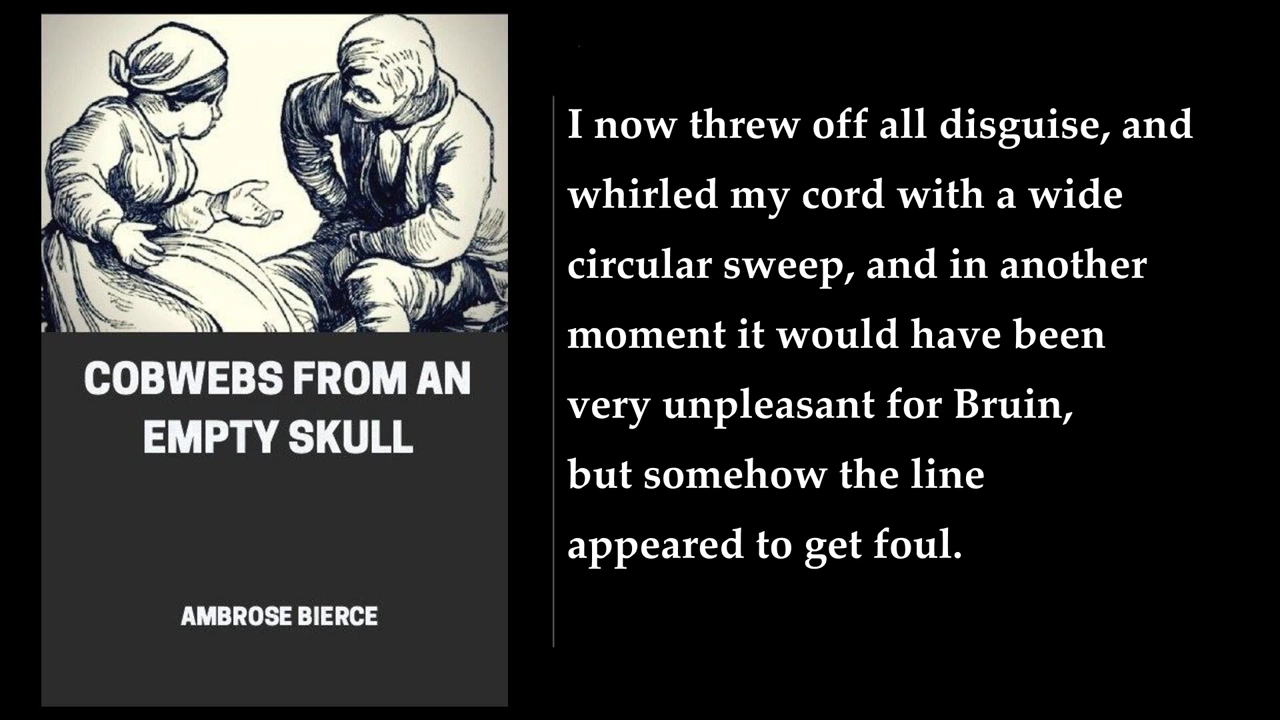 COBWEBS FROM AN
EMPTY SKULL
AMBROSE BIERCE
I now threw off all disguise, and
whirled my cord with a wide
circular sweep, and in another
moment it would have been
very unpleasant for Bruin,
but somehow the line
appeared to get foul.